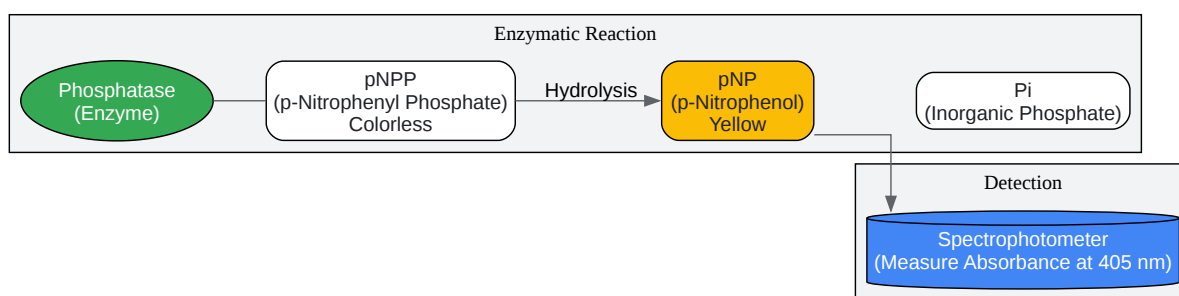 Enzymatic Reaction
Phosphatase
(Enzyme)
pNPP
(p-Nitrophenyl Phosphate)
Colorless
Hydrolysis
pNP
(p-Nitrophenol)
Yellow
Pi
(Inorganic Phosphate)
Detection
Spectrophotometer
(Measure Absorbance at 405 nm)